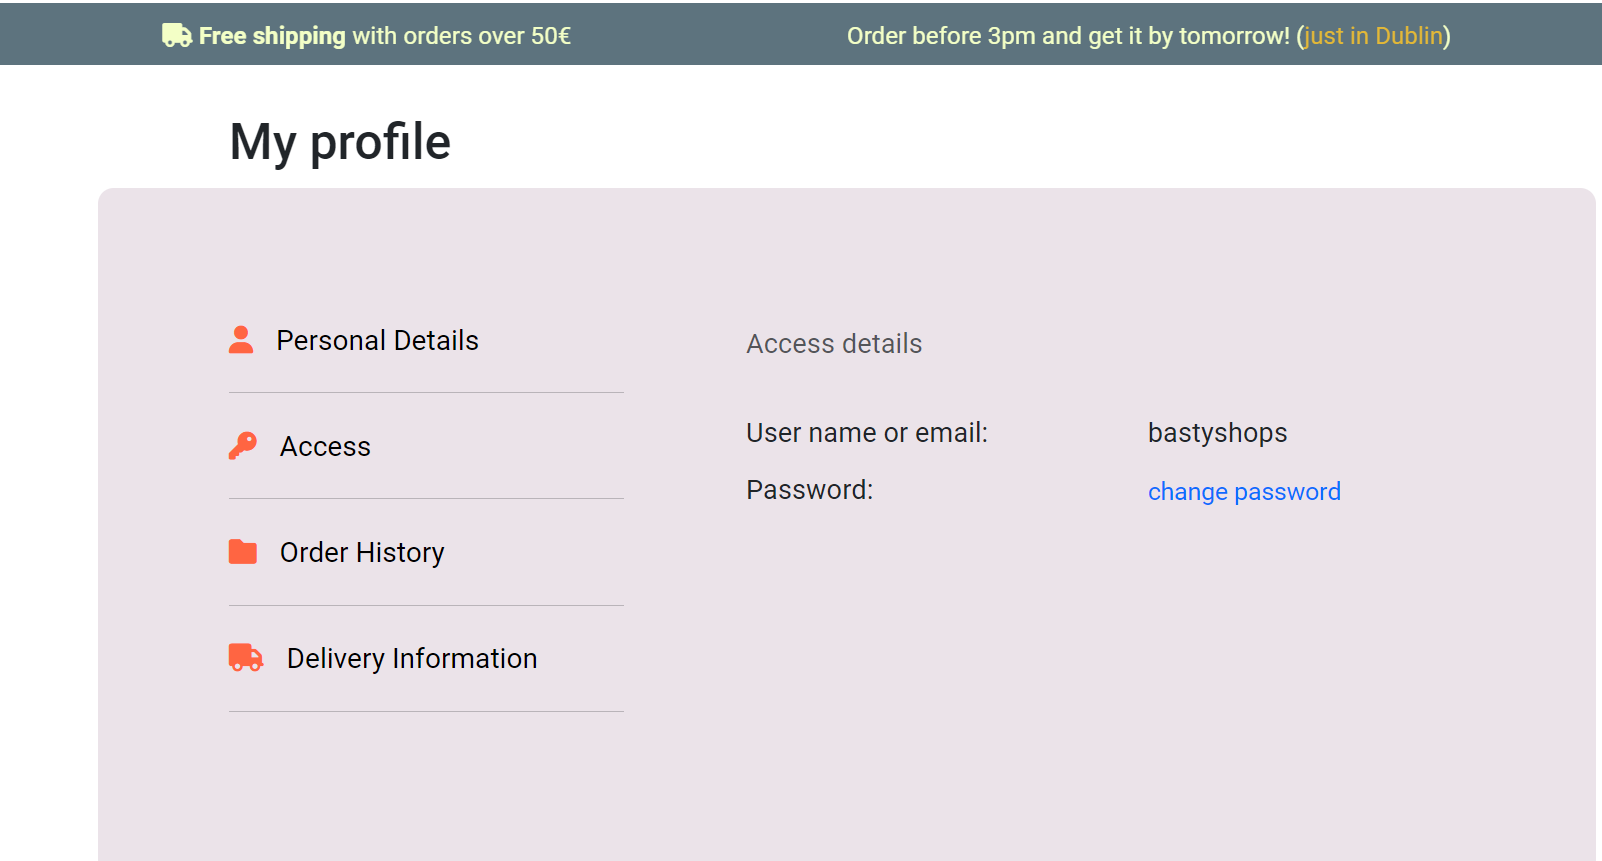 Free shipping with orders over 50€
Order before 3pm and get it by tomorrow! (just in Dublin)
My profile
Personal Details
Access
Order History
Delivery Information
Access details
User name or email: bastyshops
Password: change password